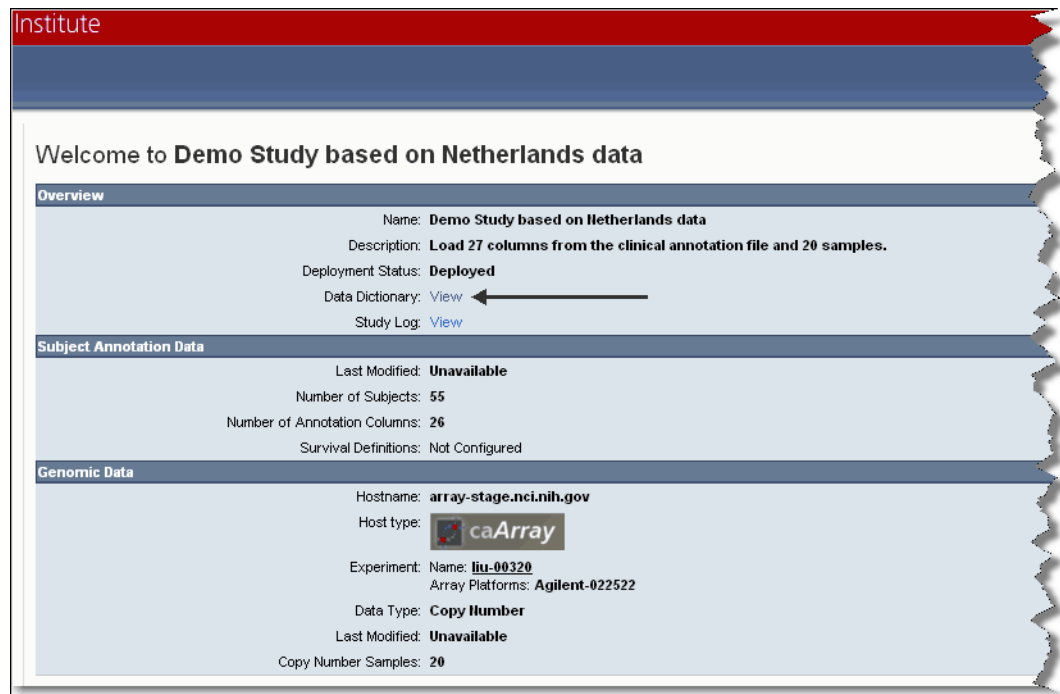 Institute
Welcome to Demo Study based on Netherlands data
Overview
Name: Demo Study based on Netherlands data
Description: Load 27 columns from the clinical annotation file and 20 samples.
Deployment Status: Deployed
Data Dictionary: View
Study Log: View
Subject Annotation Data
Last Modified: Unavailable
Number of Subjects: 55
Number of Annotation Columns: 26
Survival Definitions: Not Configured
Genomic Data
Hostname: array-stage.nci.nih.gov
Host type: caArray
Experiment: Name: liu-00320
Array Platforms: Agilent-022522
Data Type: Copy Number
Last Modified: Unavailable
Copy Number Samples: 20